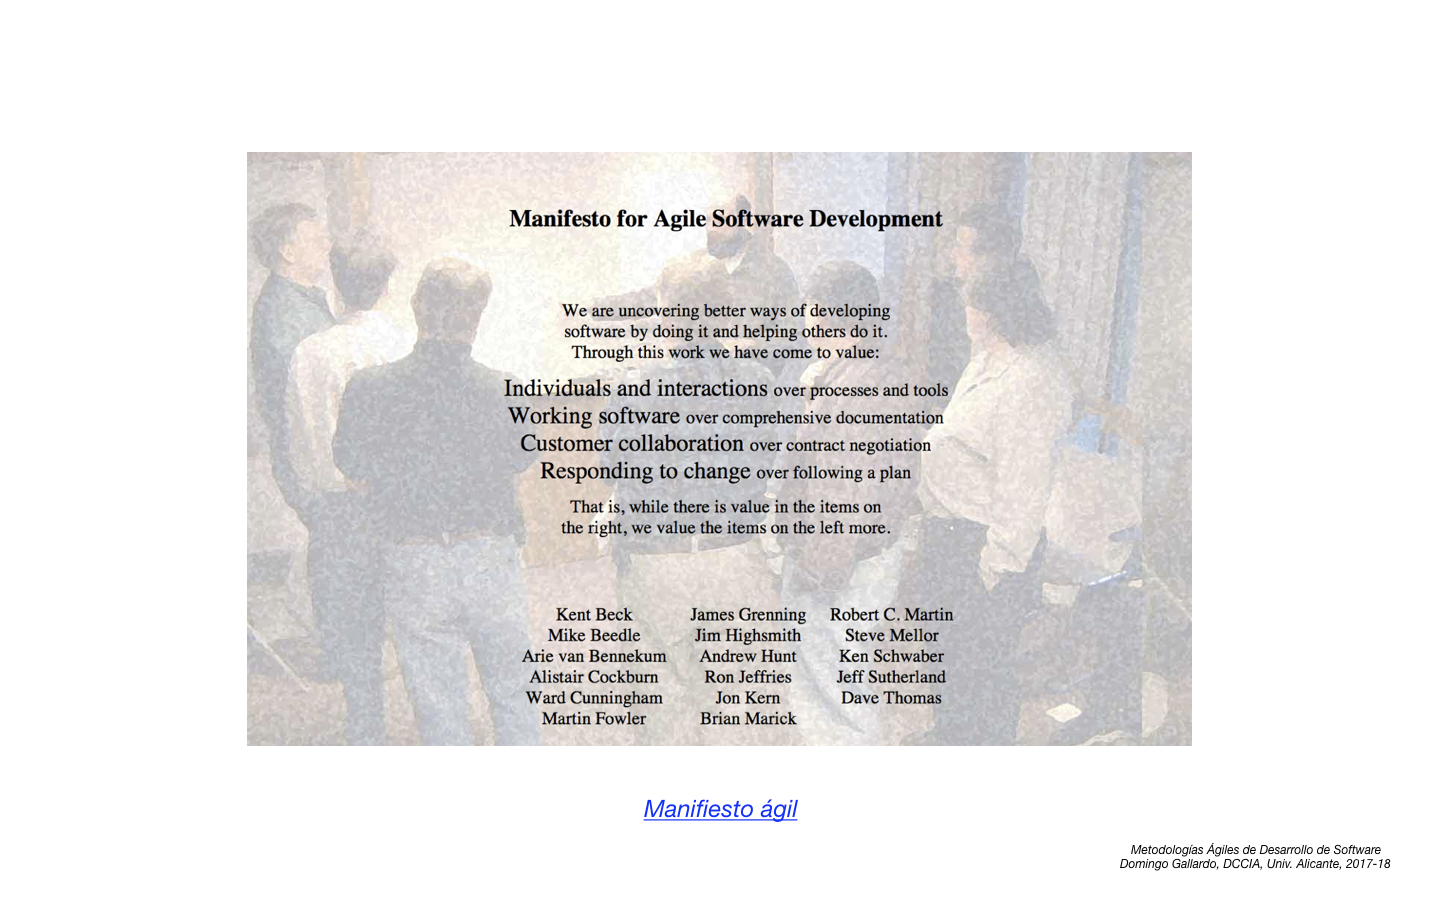 Manifesto for Agile Software Development
We are uncovering better ways of developing
software by doing it and helping others do it.
Through this work we have come to value:
Individuals and interactions over processes and tools
Working software over comprehensive documentation
Customer collaboration over contract negotiation
Responding to change over following a plan
That is, while there is value in the items on
the right, we value the items on the left more.
Kent Beck
Mike Beedle
Arie van Bennekum
Alistair Cockburn
Ward Cunningham
Martin Fowler
James Grenning
Jim Highsmith
Andrew Hunt
Ron Jeffries
Jon Kern
Brian Marick
Robert C. Martin
Steve Mellor
Ken Schwaber
Jeff Sutherland
Dave Thomas
Manifiesto ágil
Metodologías Ágiles de Desarrollo de Software
Domingo Gallardo, DCCIA, Univ. Alicante, 2017-18